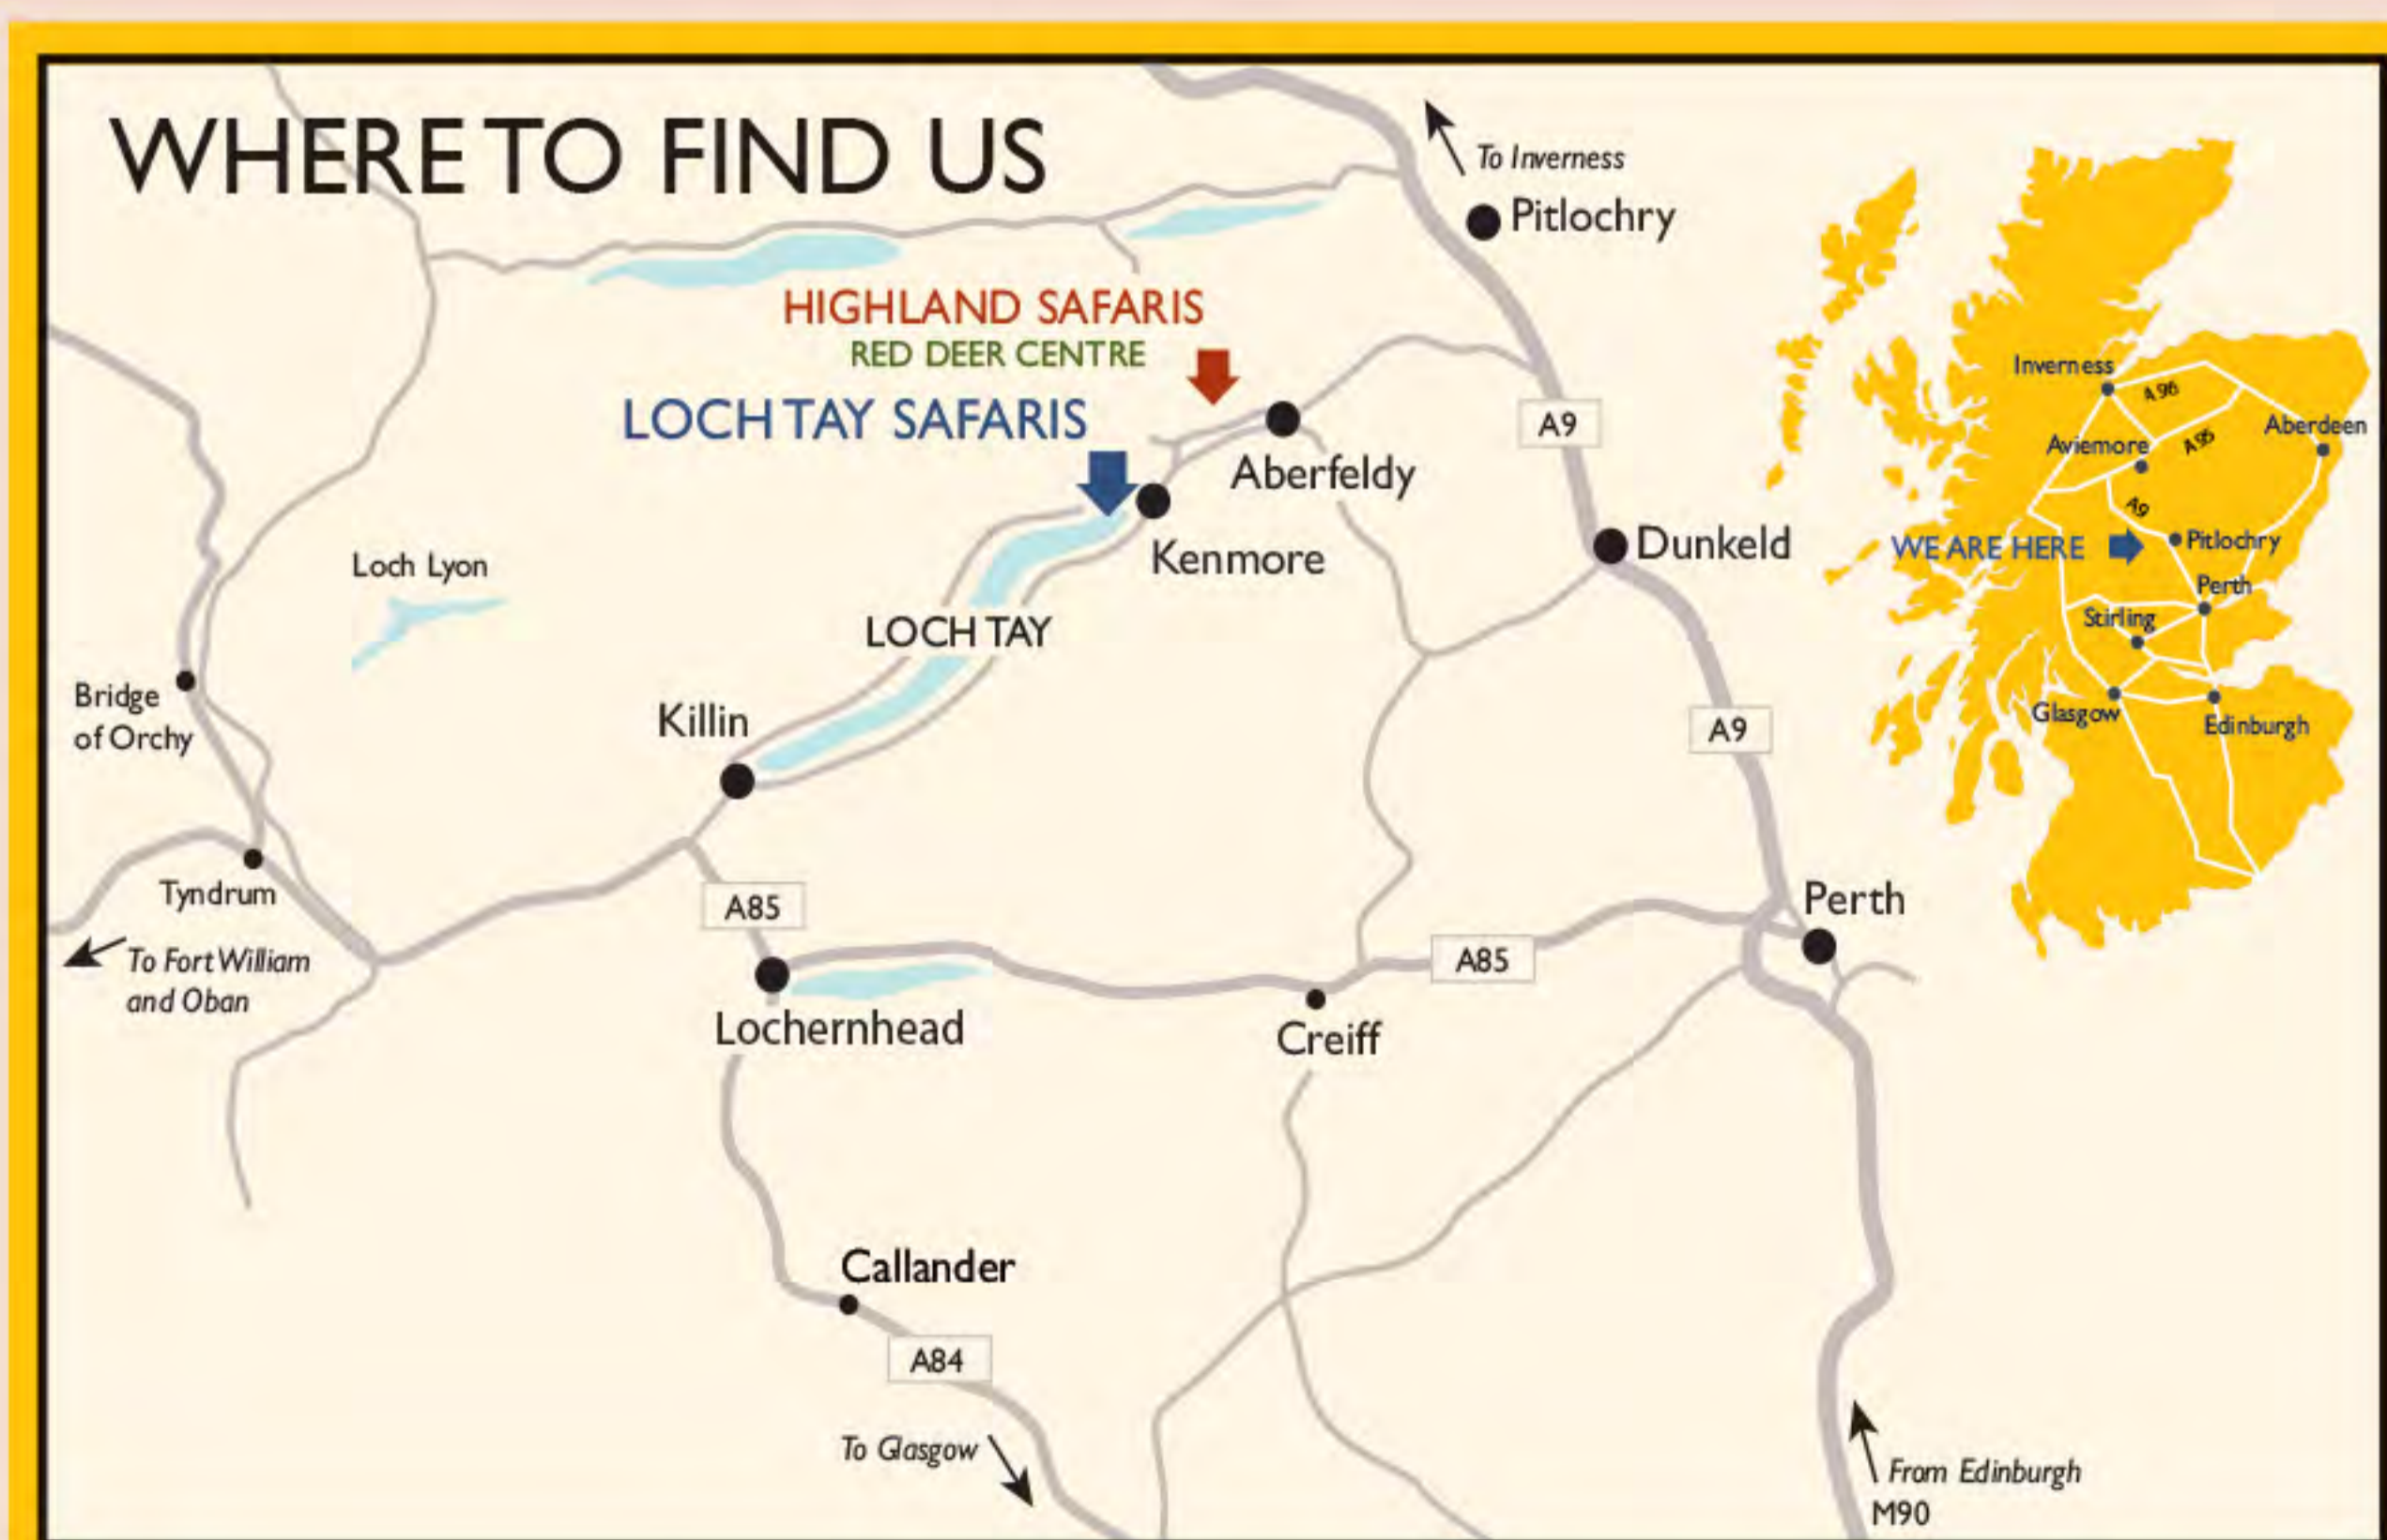 WHERE TO FIND US
To Inverness
Pitlochry
HIGHLAND SAFARIS
RED DEER CENTRE
LOCH TAY SAFARIS
A9
Aberfeldy
Kenmore
Dunkeld
Loch Lyon
LOCH TAY
Killin
Bridge
of Orchy
A9
Tyndrum
A85
Perth
To Fort William
and Oban
A85
Lochernhead
Creiff
Callander
A84
To Glasgow
From Edinburgh
M90
Inverness
A96
Aberdeen
Aviemore
A95
A9
WE ARE HERE
Pitlochry
Perth
Stirling
Glasgow
Edinburgh